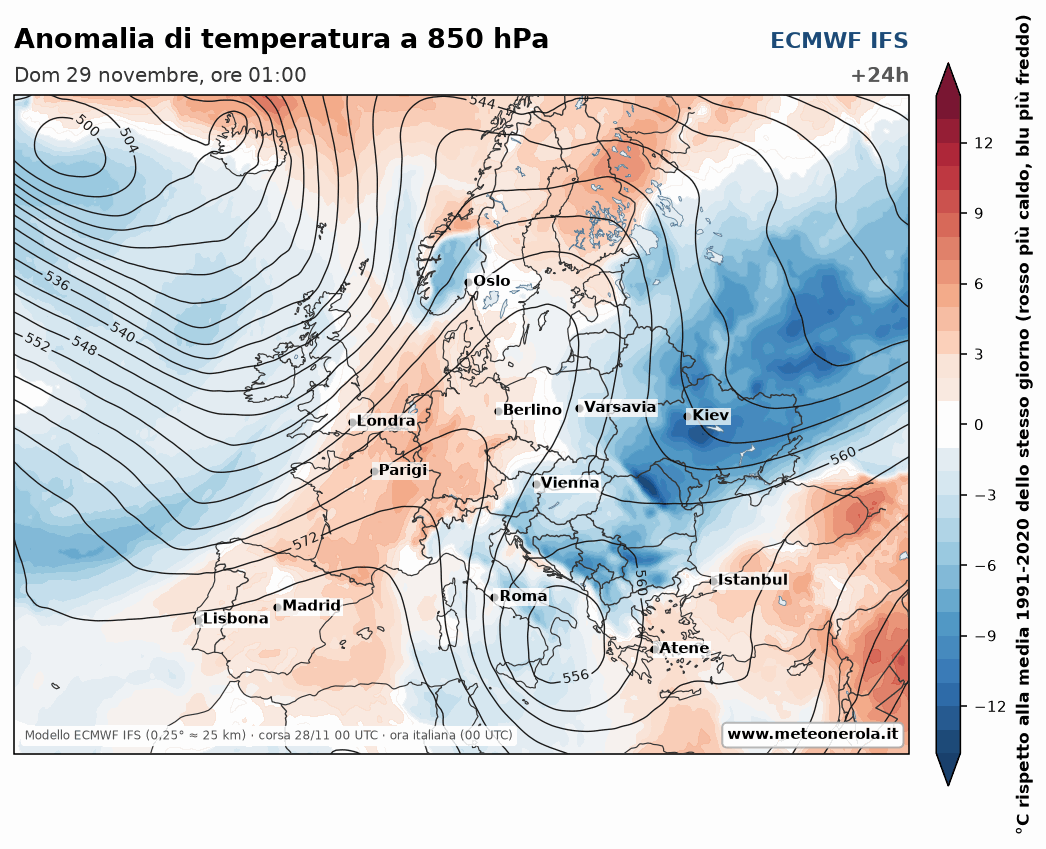 Anomalia di temperatura a 850 hPa
ECMWF IFS
Dom 29 novembre, ore 01:00
+24h
544
500
504
536
540
548
552
560
572
560
556
Oslo
Londra
Berlino
Varsavia
Kiev
Parigi
Vienna
Istanbul
Roma
Madrid
Lisbona
Atene
Modello ECMWF IFS (0,25° ≈ 25 km) · corsa 28/11 00 UTC · ora italiana (00 UTC)
www.meteonerola.it
12
9
6
3
0
−3
−6
−9
−12
°C rispetto alla media 1991-2020 dello stesso giorno (rosso più caldo, blu più freddo)